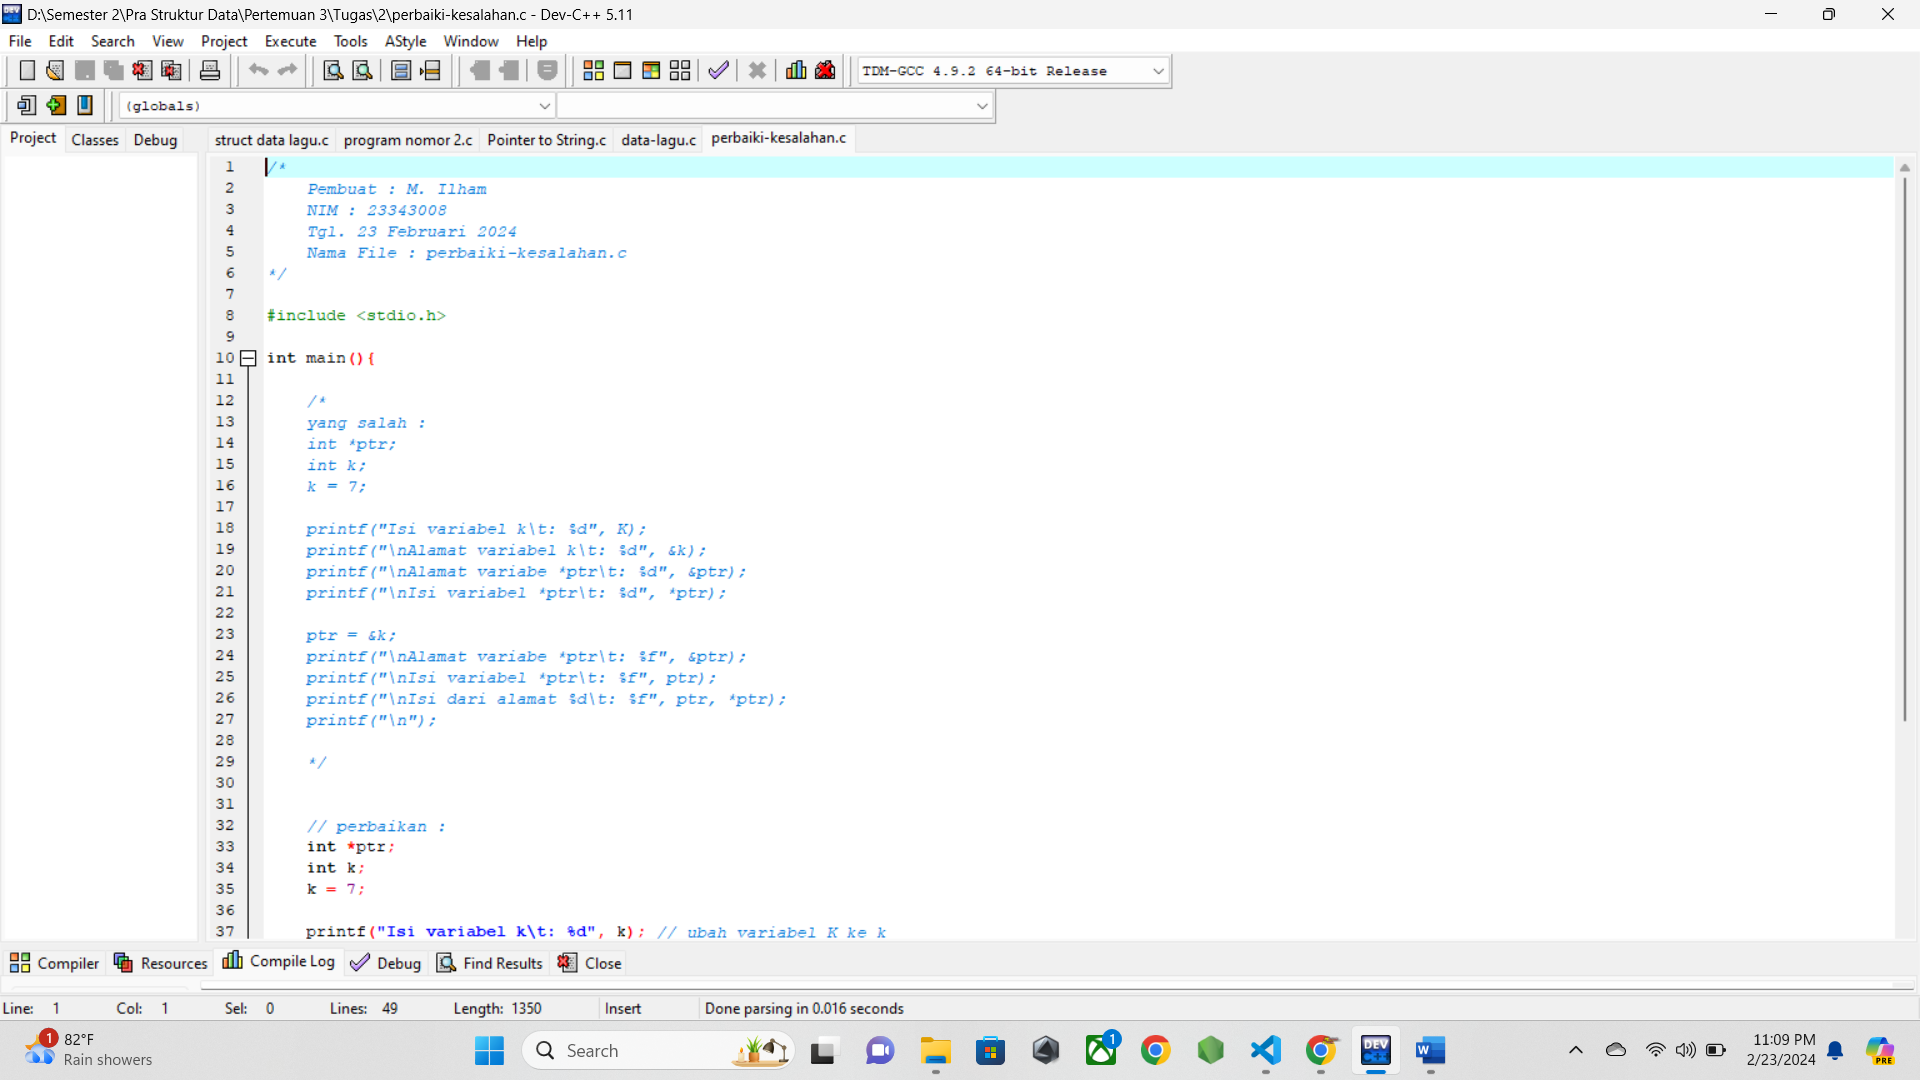 D:\Semester 2\Pra Struktur Data\Pertemuan 3\Tugas\2\perbaiki-kesalahan.c - Dev-C++ 5.11
File Edit Search View Project Execute Tools AStyle Window Help
TDM-GCC 4.9.2 64-bit Release
(globals)
Project Classes Debug
struct data lagu.c program nomor 2.c Pointer to String.c data-lagu.c perbaiki-kesalahan.c
1 /*
2 Pembuat : M. Ilham
3 NIM : 23343008
4 Tgl. 23 Februari 2024
5 Nama File : perbaiki-kesalahan.c
6 */
7
8 #include <stdio.h>
9
10 int main(){
11
12 /*
13 yang salah :
14 int *ptr;
15 int k;
16 k = 7;
17
18 printf("Isi variabel k\t: %d", K);
19 printf("\nAlamat variabel k\t: %d", &k);
20 printf("\nAlamat variabe *ptr\t: %d", &ptr);
21 printf("\nIsi variabel *ptr\t: %d", *ptr);
22
23 ptr = &k;
24 printf("\nAlamat variabe *ptr\t: %f", &ptr);
25 printf("\nIsi variabel *ptr\t: %f", ptr);
26 printf("\nIsi dari alamat %d\t: %f", ptr, *ptr);
27 printf("\n");
28
29 */
30
31
32 // perbaikan :
33 int *ptr;
34 int k;
35 k = 7;
36
37 printf("Isi variabel k\t: %d", k); // ubah variabel K ke k
Compiler Resources Compile Log Debug Find Results Close
Line: 1 Col: 1 Sel: 0 Lines: 49 Length: 1350 Insert Done parsing in 0.016 seconds
1
82°F
Rain showers
Search
1
DEV C++
W
11:09 PM
2/23/2024
PRE